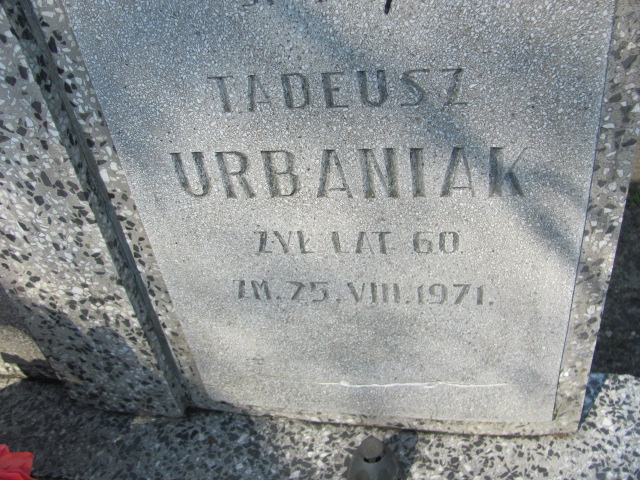 TADEUSZ
URBANIAK
ŻYŁ LAT 60
ZM. 25. VIII. 1971.